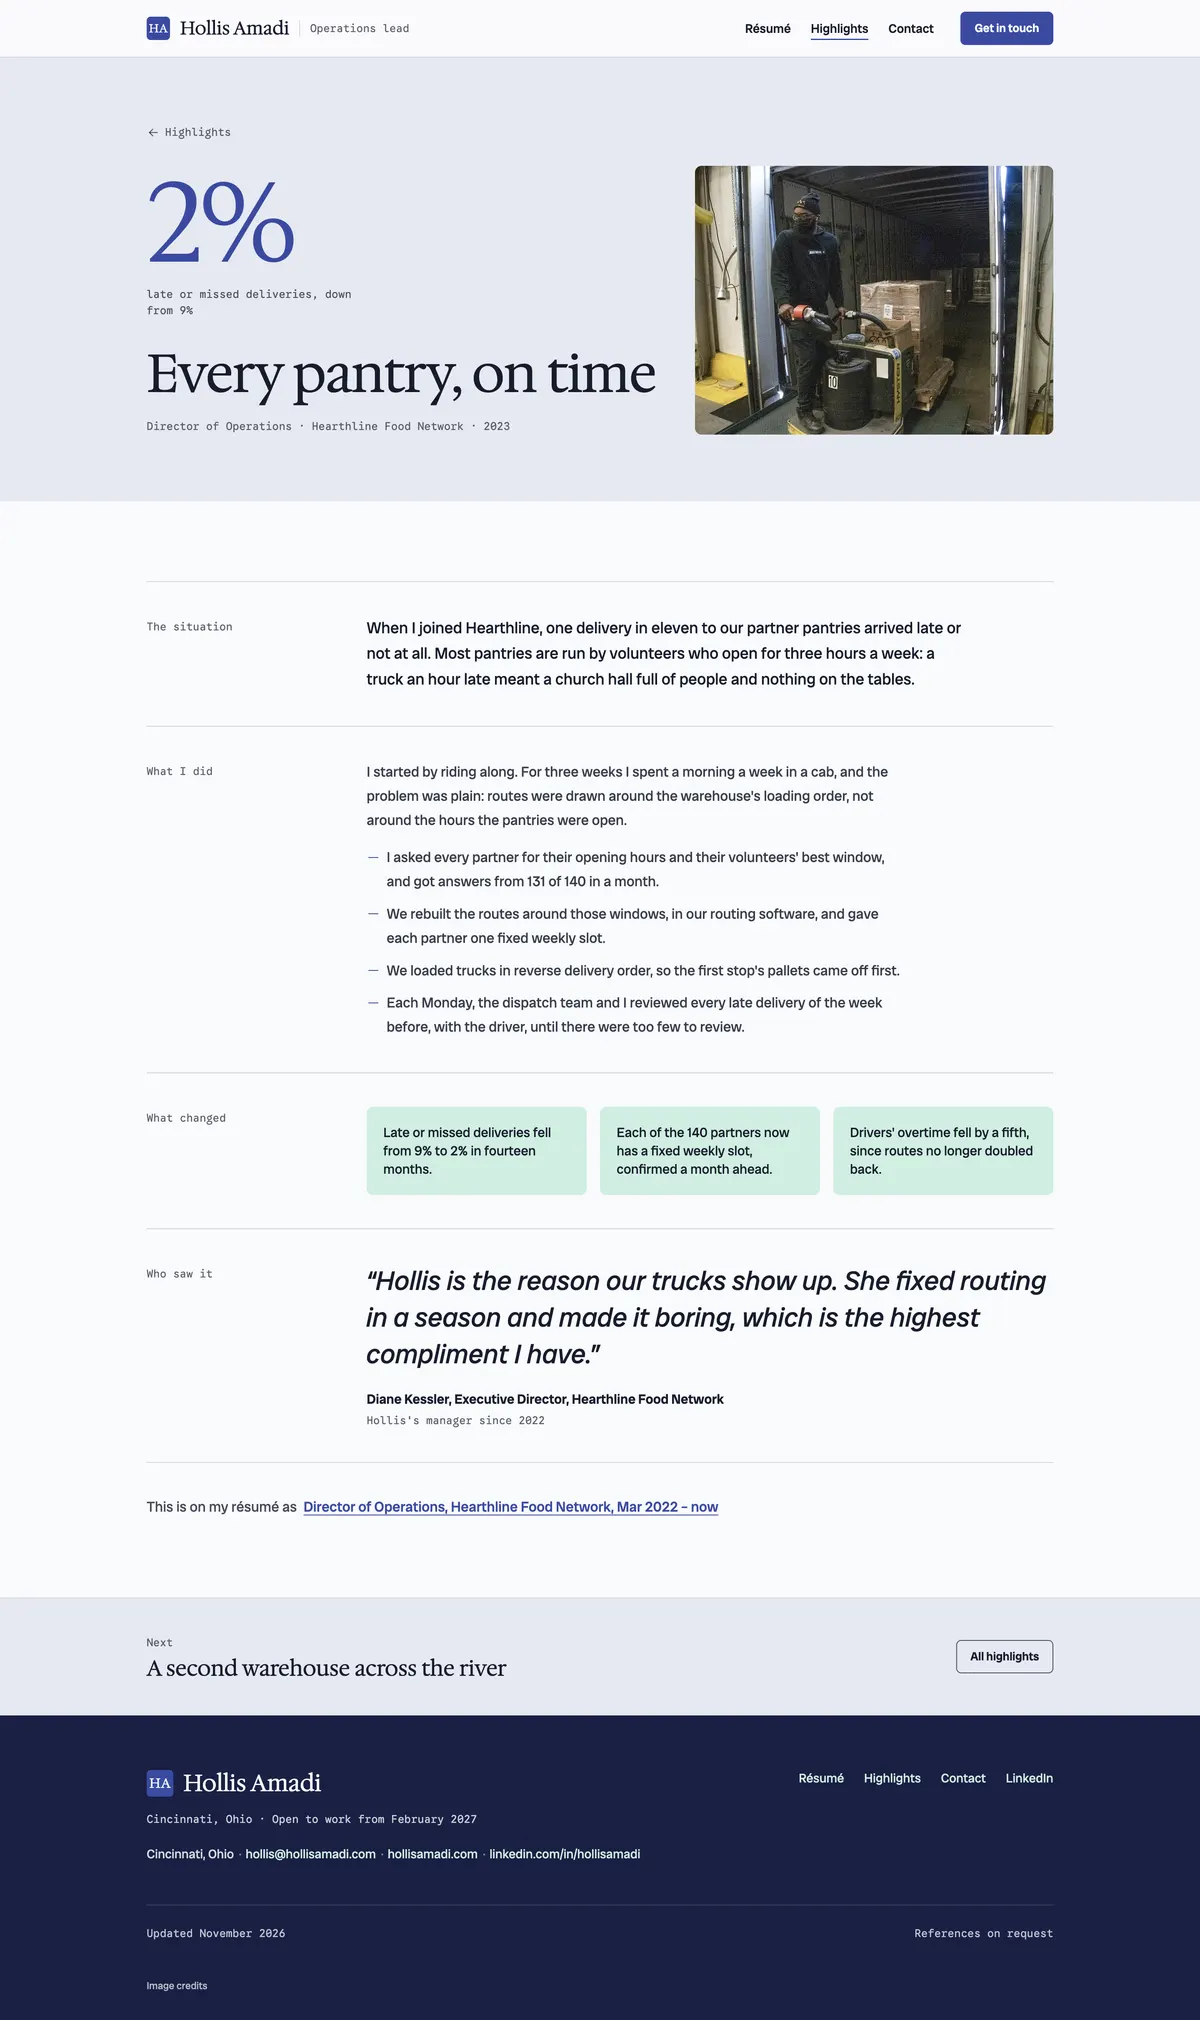 HA Hollis Amadi Operations lead Résumé Highlights Contact Get in touch
← Highlights
2%
late or missed deliveries, down
from 9%
Every pantry, on time
Director of Operations · Hearthline Food Network · 2023
10
The situation
When I joined Hearthline, one delivery in eleven to our partner pantries arrived late or
not at all. Most pantries are run by volunteers who open for three hours a week: a
truck an hour late meant a church hall full of people and nothing on the tables.
What I did
I started by riding along. For three weeks I spent a morning a week in a cab, and the
problem was plain: routes were drawn around the warehouse's loading order, not
around the hours the pantries were open.
— I asked every partner for their opening hours and their volunteers' best window,
and got answers from 131 of 140 in a month.
— We rebuilt the routes around those windows, in our routing software, and gave
each partner one fixed weekly slot.
— We loaded trucks in reverse delivery order, so the first stop's pallets came off first.
— Each Monday, the dispatch team and I reviewed every late delivery of the week
before, with the driver, until there were too few to review.
What changed
Late or missed deliveries fell
from 9% to 2% in fourteen
months.
Each of the 140 partners now
has a fixed weekly slot,
confirmed a month ahead.
Drivers' overtime fell by a fifth,
since routes no longer doubled
back.
Who saw it
“Hollis is the reason our trucks show up. She fixed routing
in a season and made it boring, which is the highest
compliment I have.”
Diane Kessler, Executive Director, Hearthline Food Network
Hollis's manager since 2022
This is on my résumé as Director of Operations, Hearthline Food Network, Mar 2022 – now
Next
A second warehouse across the river
All highlights
HA Hollis Amadi
Résumé Highlights Contact LinkedIn
Cincinnati, Ohio · Open to work from February 2027
Cincinnati, Ohio · hollis@hollisamadi.com · hollisamadi.com · linkedin.com/in/hollisamadi
Updated November 2026
References on request
Image credits